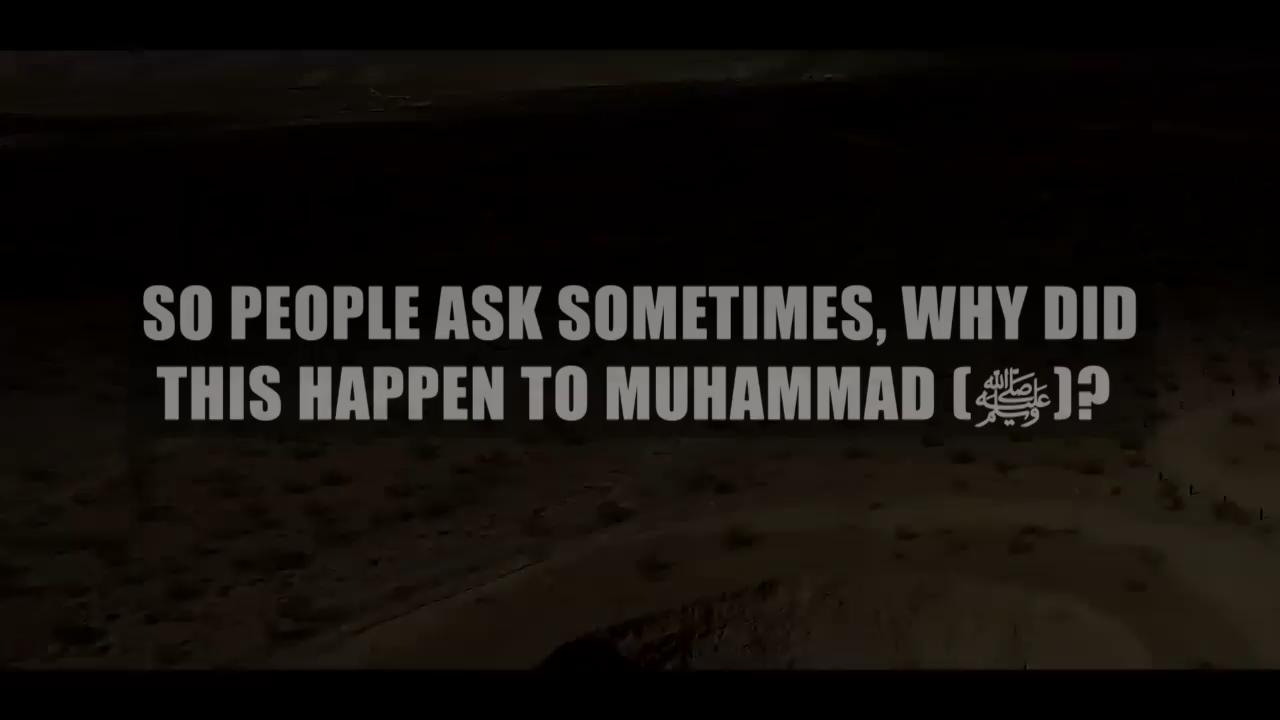 SO PEOPLE ASK SOMETIMES, WHY DID
THIS HAPPEN TO MUHAMMAD (ﷺ)?